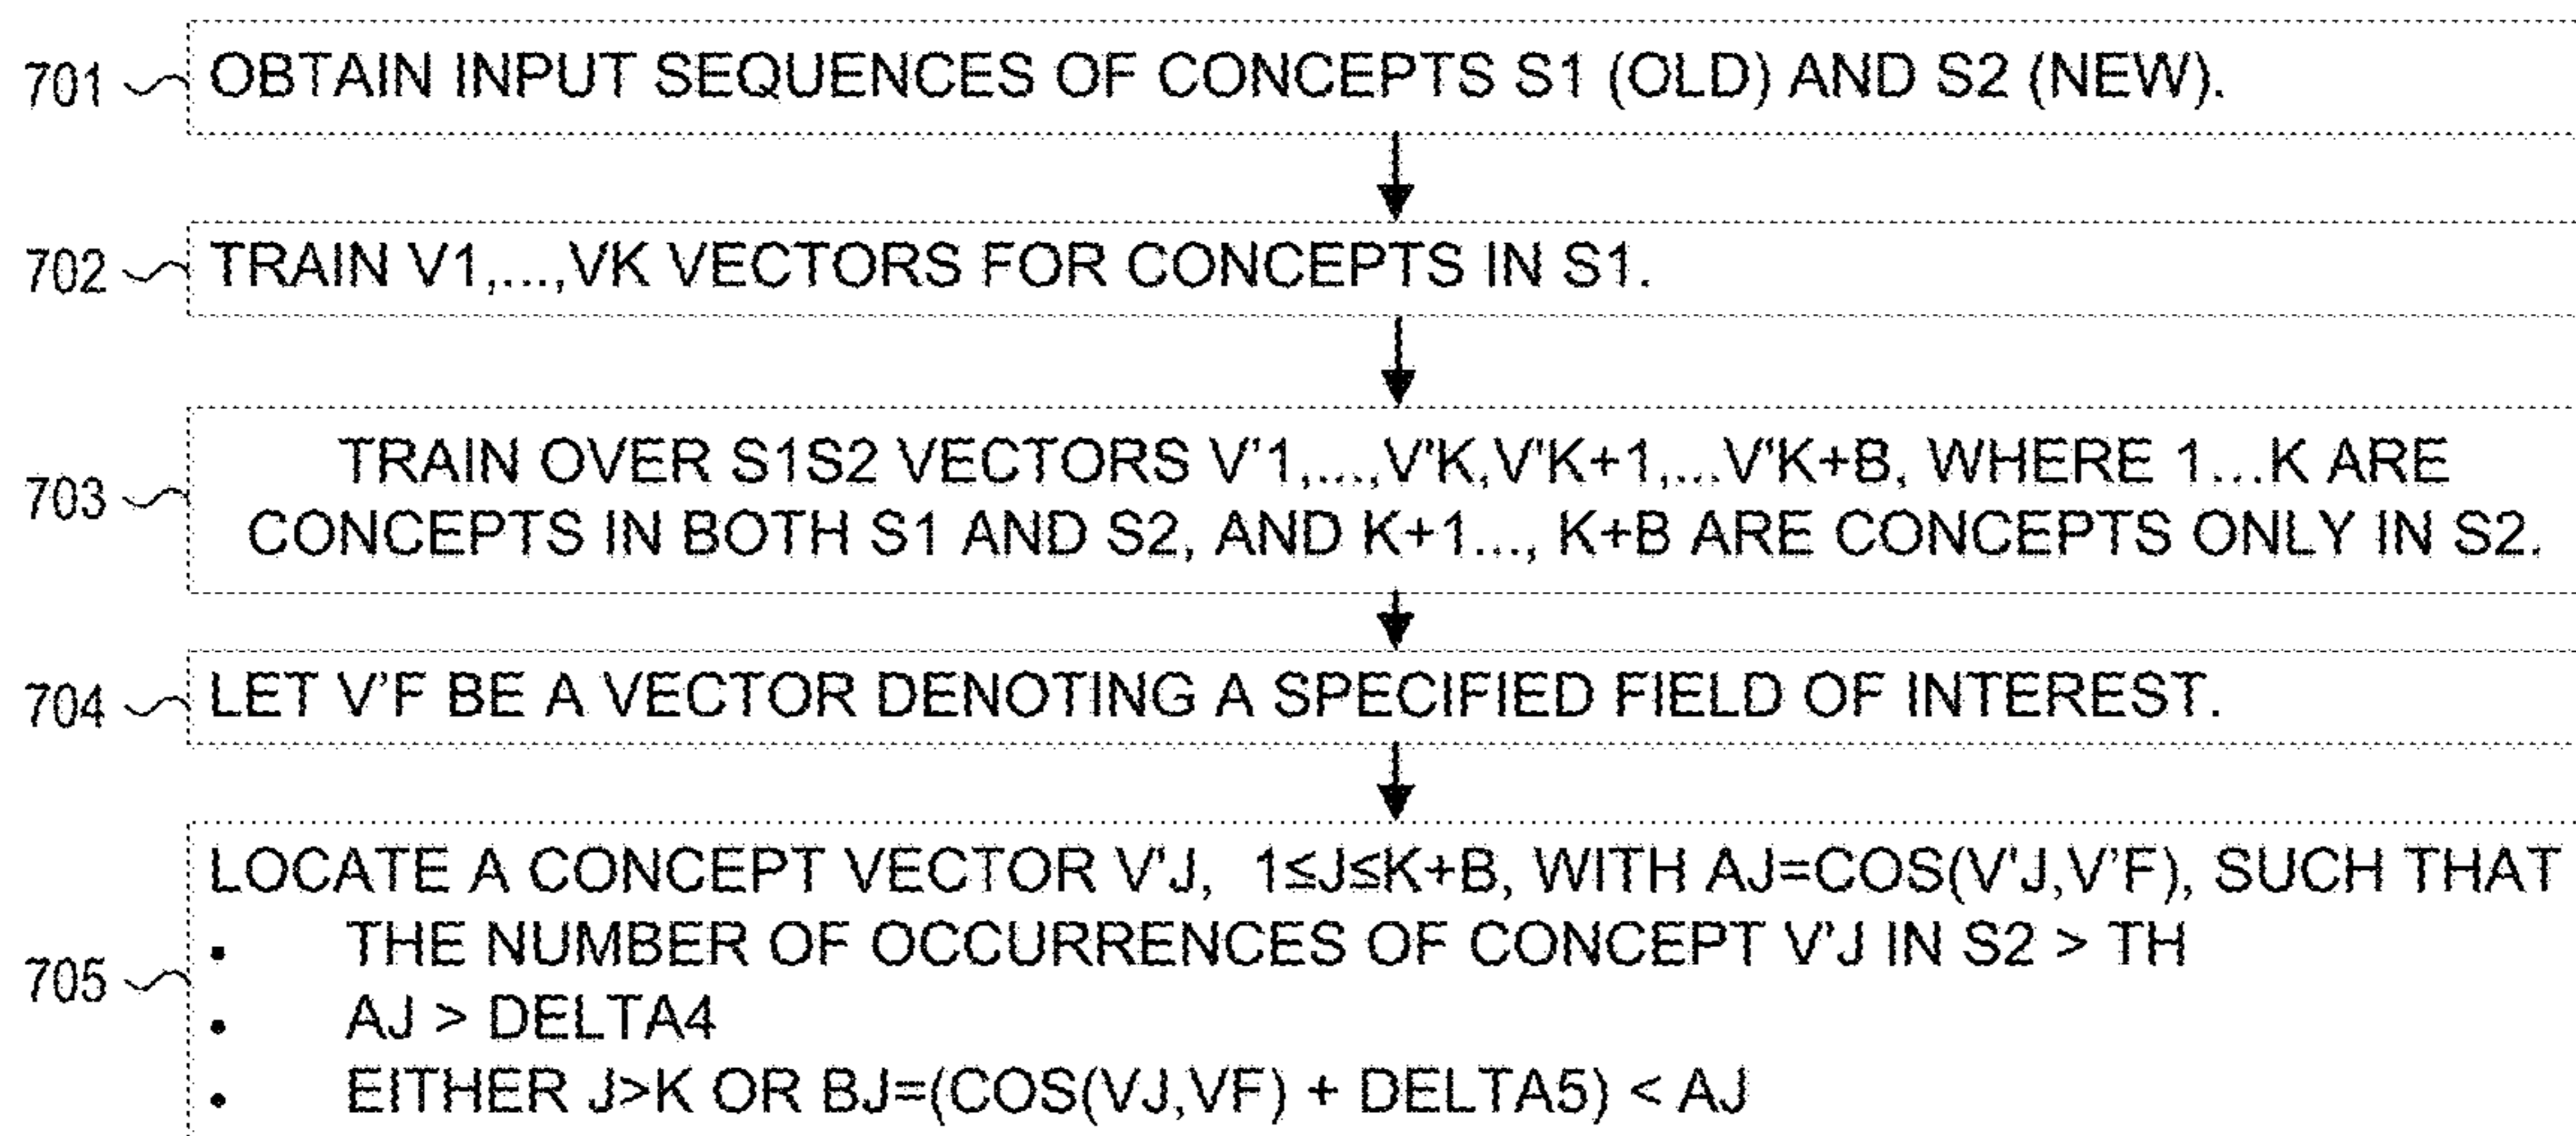 701 OBTAIN INPUT SEQUENCES OF CONCEPTS S1 (OLD) AND S2 (NEW).
702 TRAIN V1,...,VK VECTORS FOR CONCEPTS IN S1.
TRAIN OVER S1S2 VECTORS V'1,...,V'K,V'K+1,...V'K+B, WHERE 1...K ARE
703 CONCEPTS IN BOTH S1 AND S2, AND K+1..., K+B ARE CONCEPTS ONLY IN S2.
704 LET V'F BE A VECTOR DENOTING A SPECIFIED FIELD OF INTEREST.
LOCATE A CONCEPT VECTOR V'J, 1≤J≤K+B, WITH AJ=COS(V'J,V'F), SUCH THAT
• THE NUMBER OF OCCURRENCES OF CONCEPT V'J IN S2 > TH
705
• AJ > DELTA4
• EITHER J>K OR BJ=(COS(VJ,VF) + DELTA5) < AJ